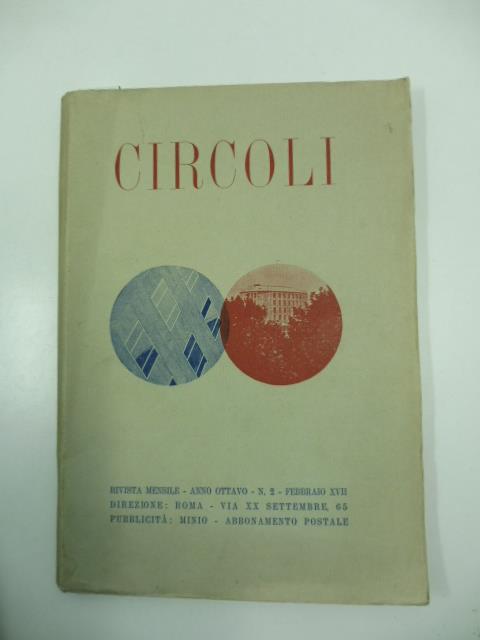 CIRCOLI
RIVISTA MENSILE - ANNO OTTAVO - N. 2 - FEBBRAIO XVII
DIREZIONE: ROMA - VIA XX SETTEMBRE, 65
PUBBLICITÀ: MINIO - ABBONAMENTO POSTALE